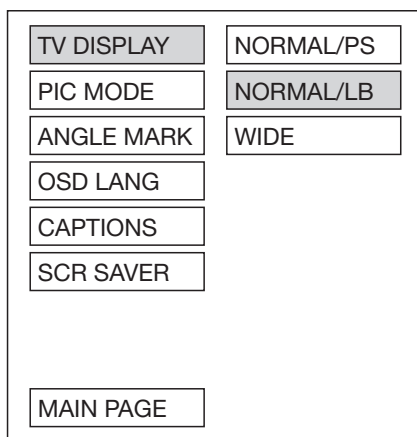 TV DISPLAY
NORMAL/PS
PIC MODE
NORMAL/LB
ANGLE MARK
WIDE
OSD LANG
CAPTIONS
SCR SAVER
MAIN PAGE